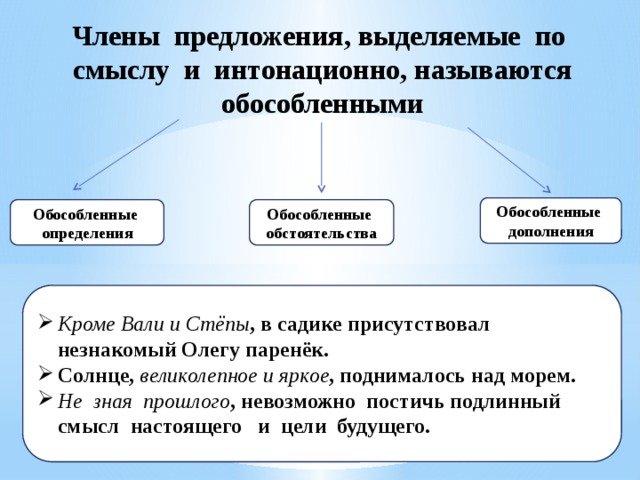 Члены предложения, выделяемые по
смыслу и интонационно, называются
обособленными
Обособленные
определения
Обособленные
обстоятельства
Обособленные
дополнения
Кроме Вали и Стёпы, в садике присутствовал
незнакомый Олегу паренёк.
Солнце, великолепное и яркое, поднималось над морем.
Не зная прошлого, невозможно постичь подлинный
смысл настоящего и цели будущего.